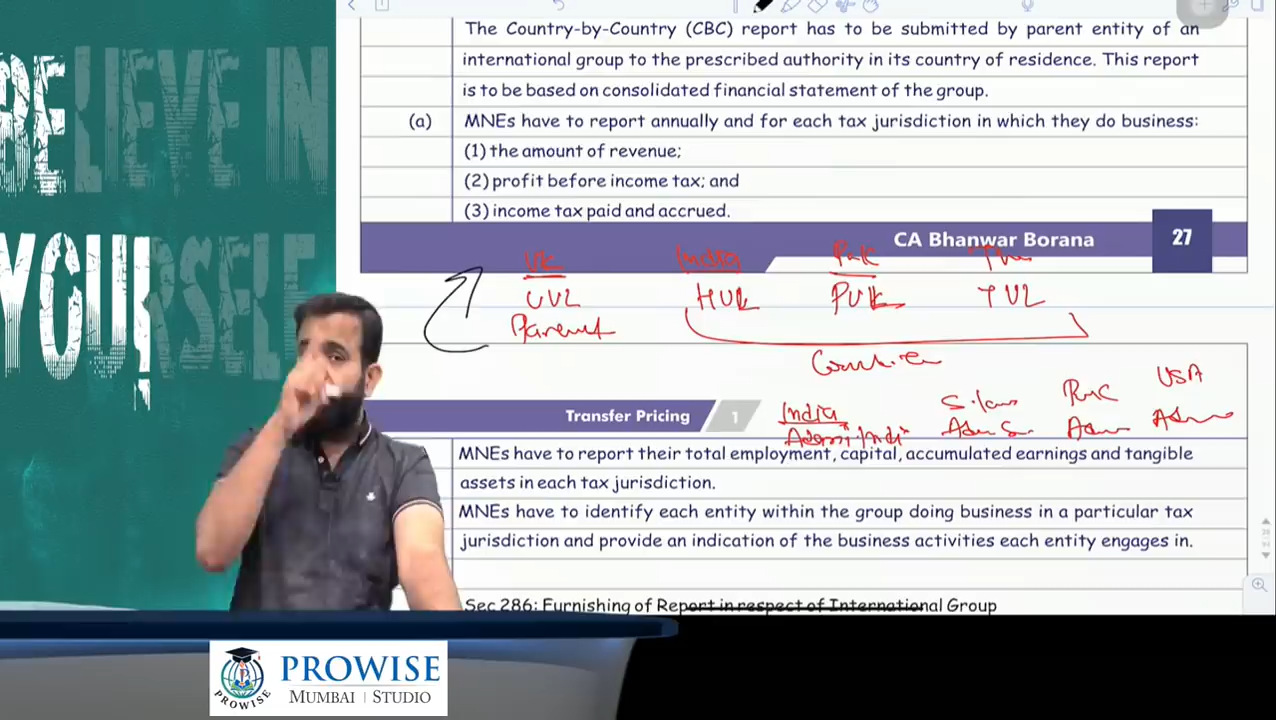 BELIEVE IN
YOURSELF
The Country-by-Country (CBC) report has to be submitted by parent entity of an
international group to the prescribed authority in its country of residence. This report
is to be based on consolidated financial statement of the group.
(a) MNEs have to report annually and for each tax jurisdiction in which they do business:
(1) the amount of revenue;
(2) profit before income tax; and
(3) income tax paid and accrued.
CA Bhanwar Borana 27
UK India Pak
UVL HUL PUL TUL
Parent
USA
India
Transfer Pricing 1
MNEs have to report their total employment, capital, accumulated earnings and tangible
assets in each tax jurisdiction.
MNEs have to identify each entity within the group doing business in a particular tax
jurisdiction and provide an indication of the business activities each entity engages in.
Sec 286: Furnishing of Report in respect of International Group
PROWISE
PROWISE
MUMBAI | STUDIO